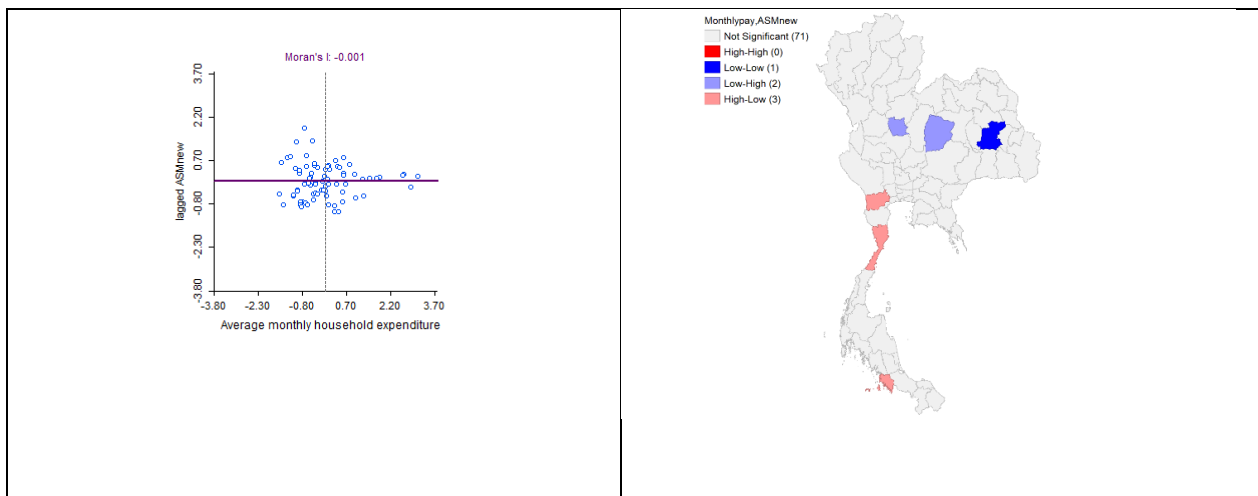 Moran's I: -0.001
3.70
2.20
0.70
-0.80
-2.30
-3.80
lagged ASMnew
-3.80 -2.30 -0.80 0.70 2.20 3.70
Average monthly household expenditure
Monthlypay,ASMnew
Not Significant (71)
High-High (0)
Low-Low (1)
Low-High (2)
High-Low (3)